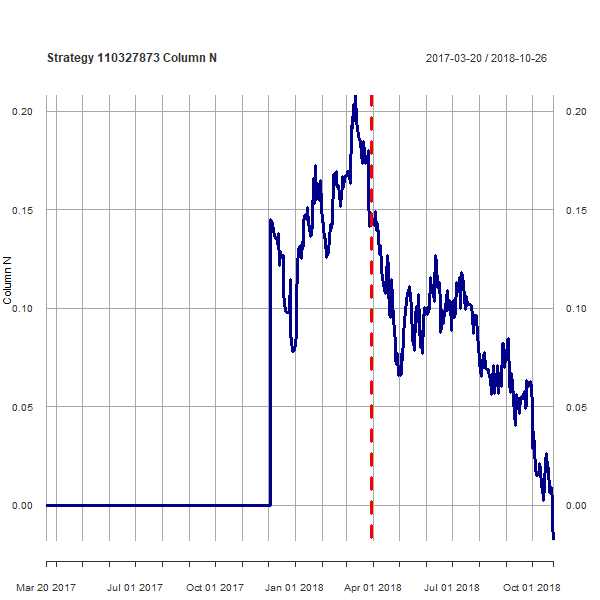 Strategy 110327873 Column N 2017-03-20 / 2018-10-26
0.20 0.20
0.15 0.15
0.10 0.10
Column N
0.05 0.05
0.00 0.00
Mar 20 2017 Jul 01 2017 Oct 01 2017 Jan 01 2018 Apr 01 2018 Jul 01 2018 Oct 01 2018